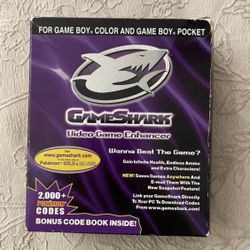 FOR GAME BOY® COLOR AND GAME BOY® POCKET
GAMESHARK
Video Game Enhancer
Visit
www.gameshark.com
Pokémon GOLD & SILVER!
2,000+
CODES
BONUS CODE BOOK INSIDE!
Wanna Beat The Game?
Gain Infinite Health, Endless Ammo
and Extra Characters!
NEW! Saves Games Anywhere And
E-mail Them With The
New Snapshot Feature!
Link your GameShark Directly
To Your PC To Download Codes
From www.gameshark.com!